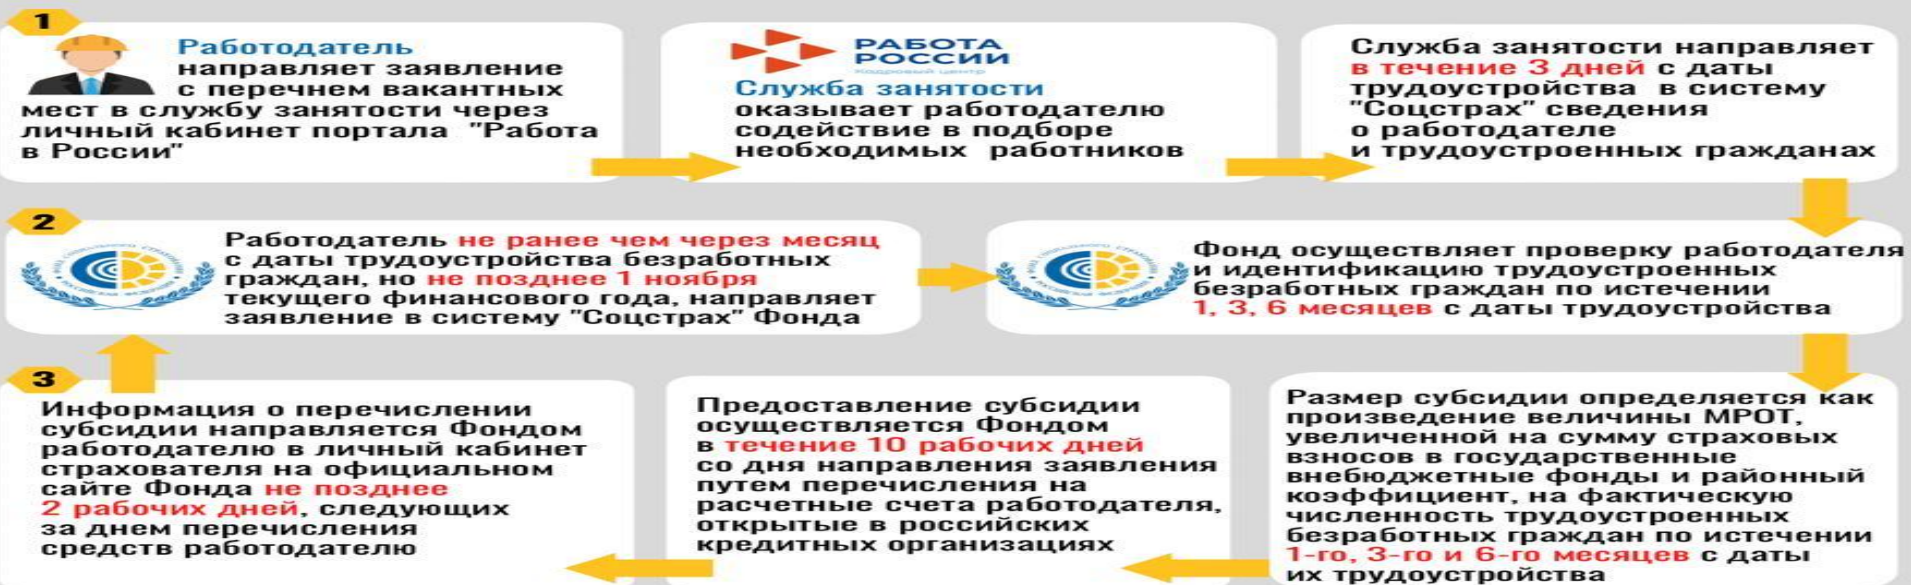 1
Работодатель
направляет заявление
с перечнем вакантных
мест в службу занятости через
личный кабинет портала "Работа
в России"
РАБОТА
РОССИИ
Кадровый центр
Служба занятости
оказывает работодателю
содействие в подборе
необходимых работников
Служба занятости направляет
в течение 3 дней с даты
трудоустройства в систему
"Соцстрах" сведения
о работодателе
и трудоустроенных гражданах
2
Работодатель не ранее чем через месяц
с даты трудоустройства безработных
граждан, но не позднее 1 ноября
текущего финансового года, направляет
заявление в систему "Соцстрах" Фонда
Фонд осуществляет проверку работодателя
и идентификацию трудоустроенных
безработных граждан по истечении
1, 3, 6 месяцев с даты трудоустройства
3
Информация о перечислении
субсидии направляется Фондом
работодателю в личный кабинет
страхователя на официальном
сайте Фонда не позднее
2 рабочих дней, следующих
за днем перечисления
средств работодателю
Предоставление субсидии
осуществляется Фондом
в течение 10 рабочих дней
со дня направления заявления
путем перечисления на
расчетные счета работодателя,
открытые в российских
кредитных организациях
Размер субсидии определяется как
произведение величины МРОТ,
увеличенной на сумму страховых
взносов в государственные
внебюджетные фонды и районный
коэффициент, на фактическую
численность трудоустроенных
безработных граждан по истечении
1-го, 3-го и 6-го месяцев с даты
их трудоустройства